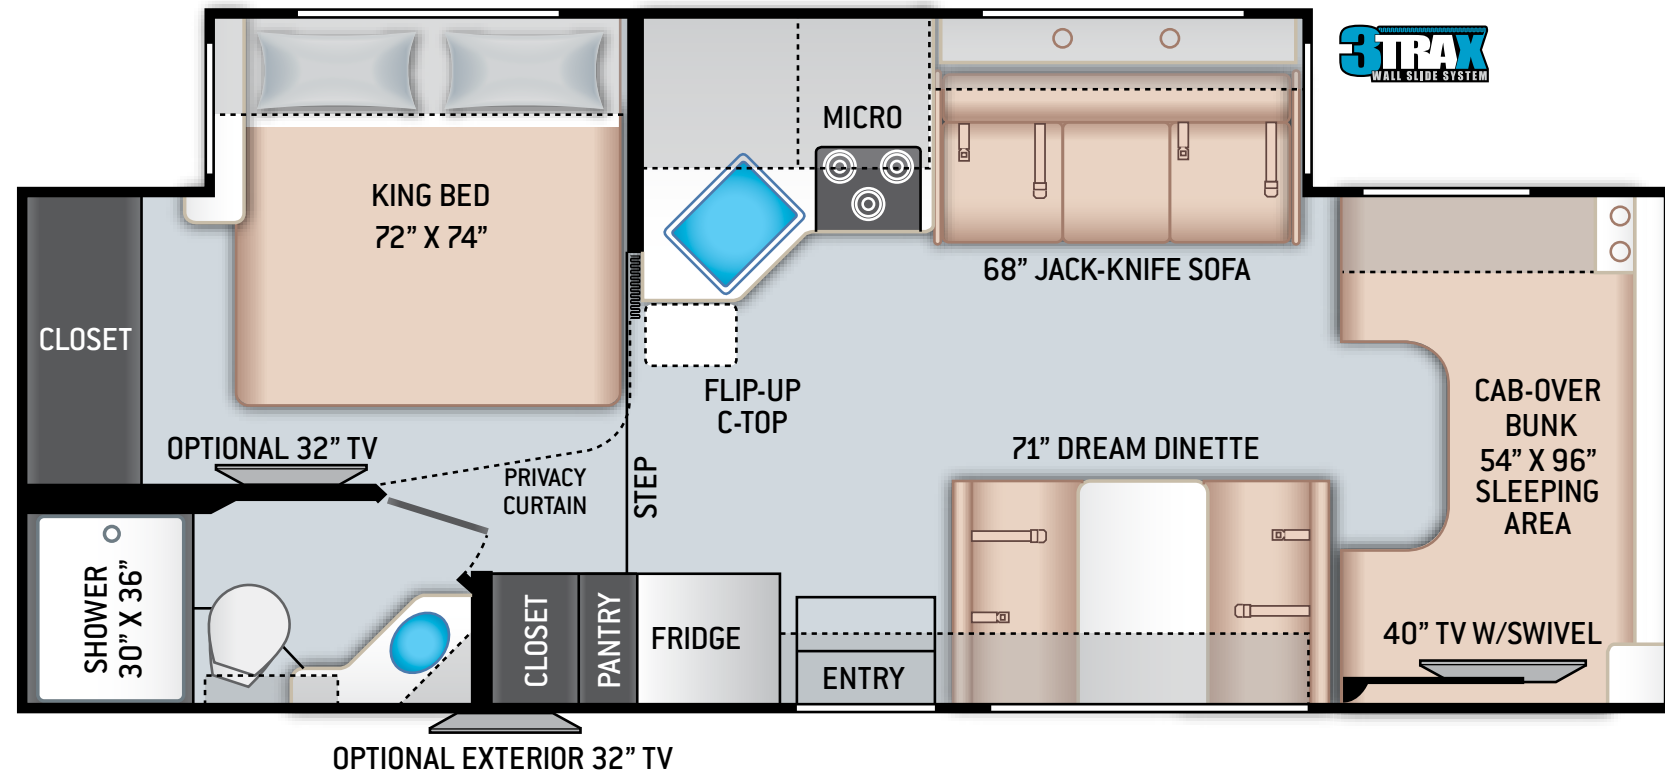 3TRAX
WALL SLIDE SYSTEM
MICRO
KING BED
72” X 74”
68” JACK-KNIFE SOFA
CLOSET
FLIP-UP
C-TOP
CAB-OVER
BUNK
54” X 96”
SLEEPING
AREA
OPTIONAL 32” TV
71” DREAM DINETTE
PRIVACY
CURTAIN
STEP
SHOWER
30” X 36”
CLOSET
PANTRY
FRIDGE
ENTRY
40” TV W/SWIVEL
OPTIONAL EXTERIOR 32” TV